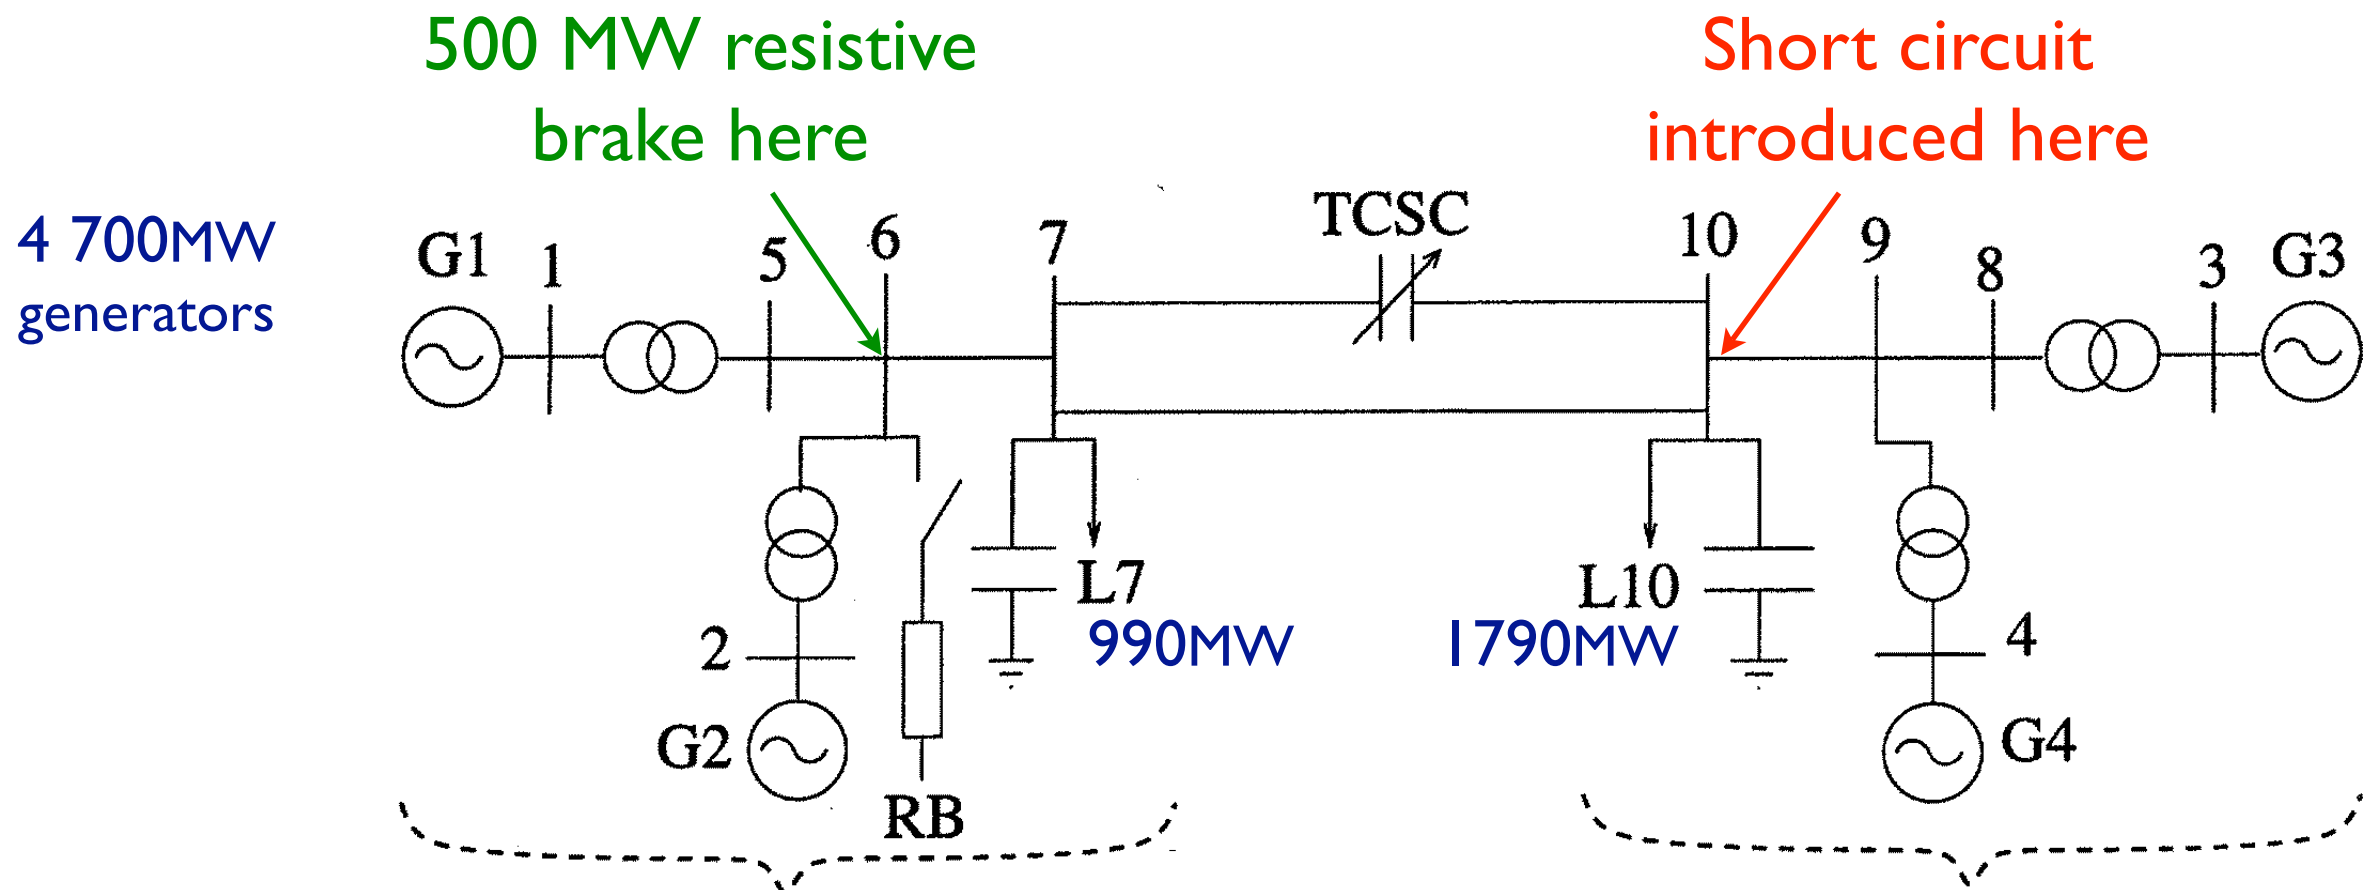 500 MW resistive
brake here
Short circuit
introduced here
4 700MW
generators
G1
1
5
6
7
TCSC
10
9
8
3
G3
L7
990MW
L10
1790MW
2
G2
RB
4
G4